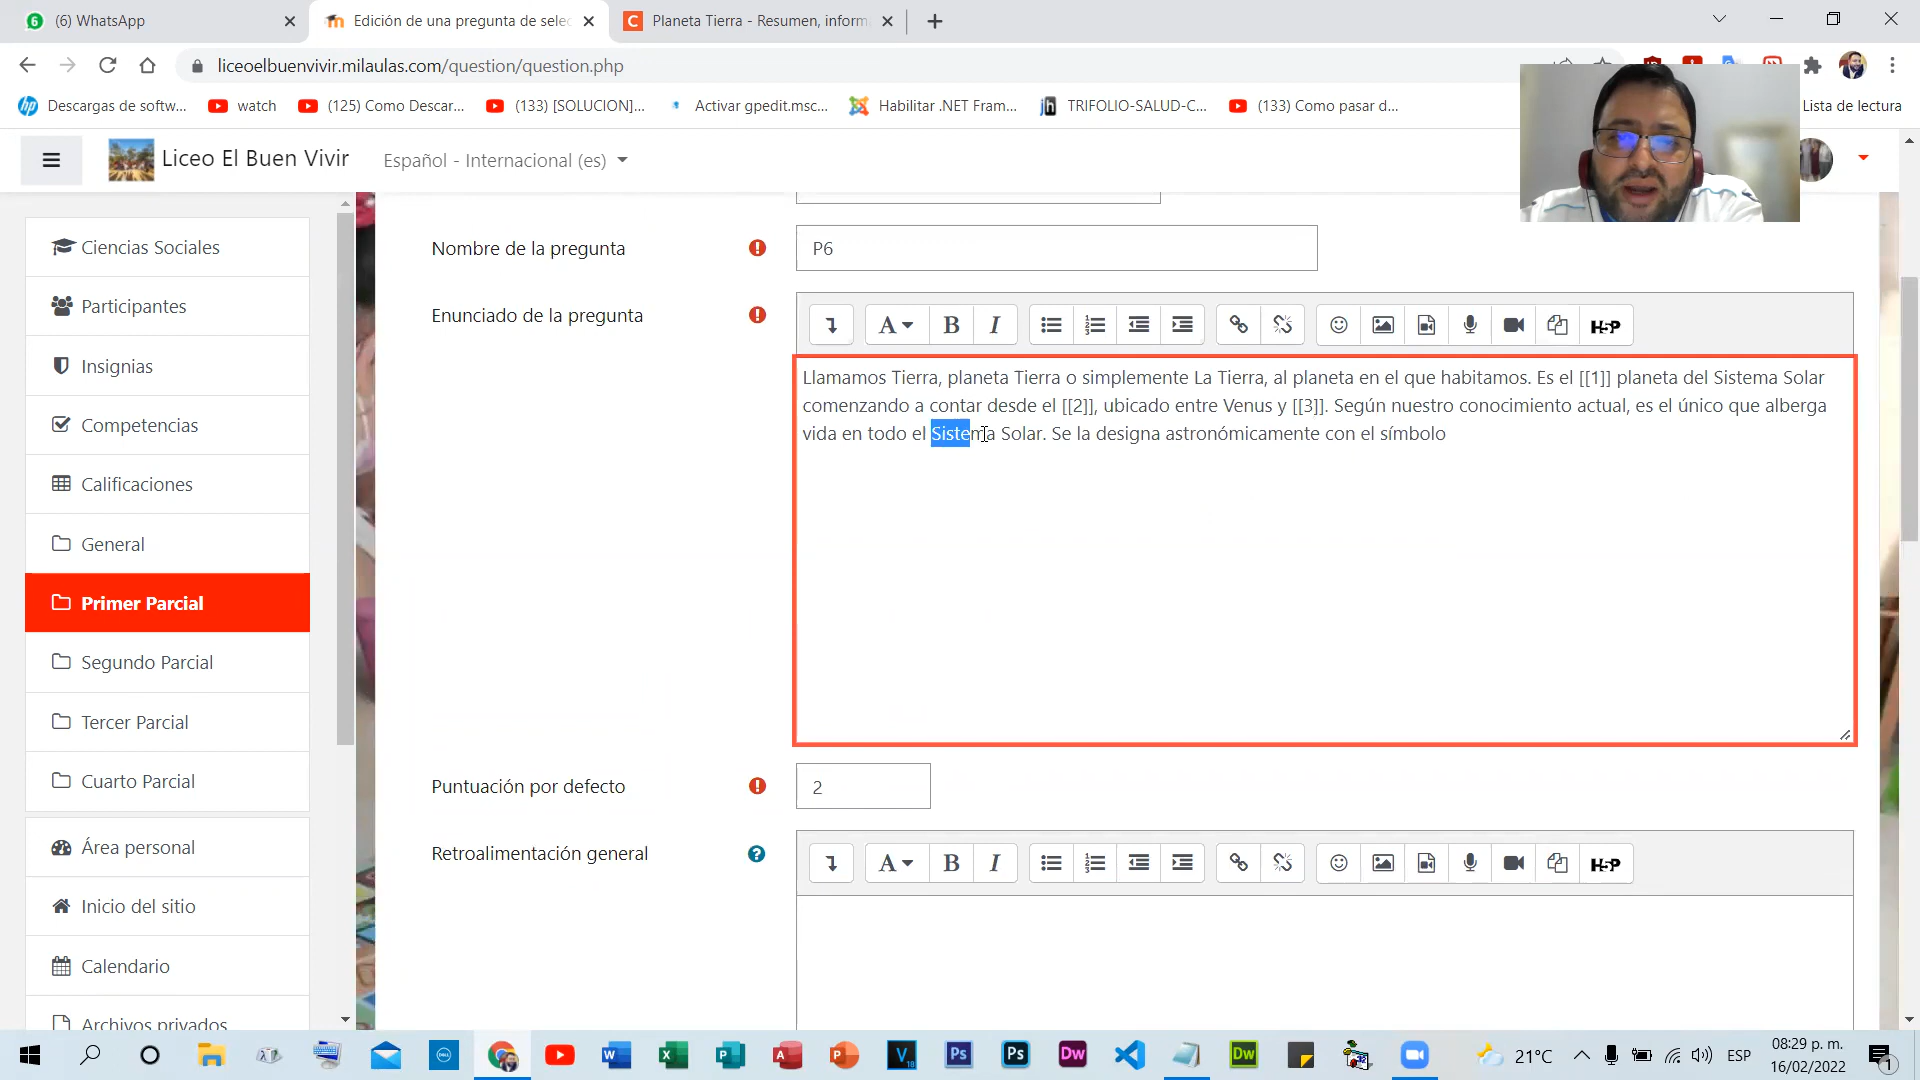 (6) WhatsApp
Edición de una pregunta de selec
Planeta Tierra - Resumen, inform
liceoelbuenvivir.milaulas.com/question/question.php
Descargas de softw...
watch
(125) Como Descar...
(133) [SOLUCION]...
Activar gpedit.msc...
Habilitar .NET Fram...
TRIFOLIO-SALUD-C...
(133) Como pasar d...
Lista de lectura
Liceo El Buen Vivir
Español - Internacional (es)
Ciencias Sociales
Participantes
Insignias
Competencias
Calificaciones
General
Primer Parcial
Segundo Parcial
Tercer Parcial
Cuarto Parcial
Área personal
Inicio del sitio
Calendario
Archivos privados
Nombre de la pregunta
P6
Enunciado de la pregunta
H5P
Llamamos Tierra, planeta Tierra o simplemente La Tierra, al planeta en el que habitamos. Es el [[1]] planeta del Sistema Solar
comenzando a contar desde el [[2]], ubicado entre Venus y [[3]]. Según nuestro conocimiento actual, es el único que alberga
vida en todo el Sistema Solar. Se la designa astronómicamente con el símbolo
Puntuación por defecto
2
Retroalimentación general
H5P
21°C
ESP
08:29 p. m.
16/02/2022
1